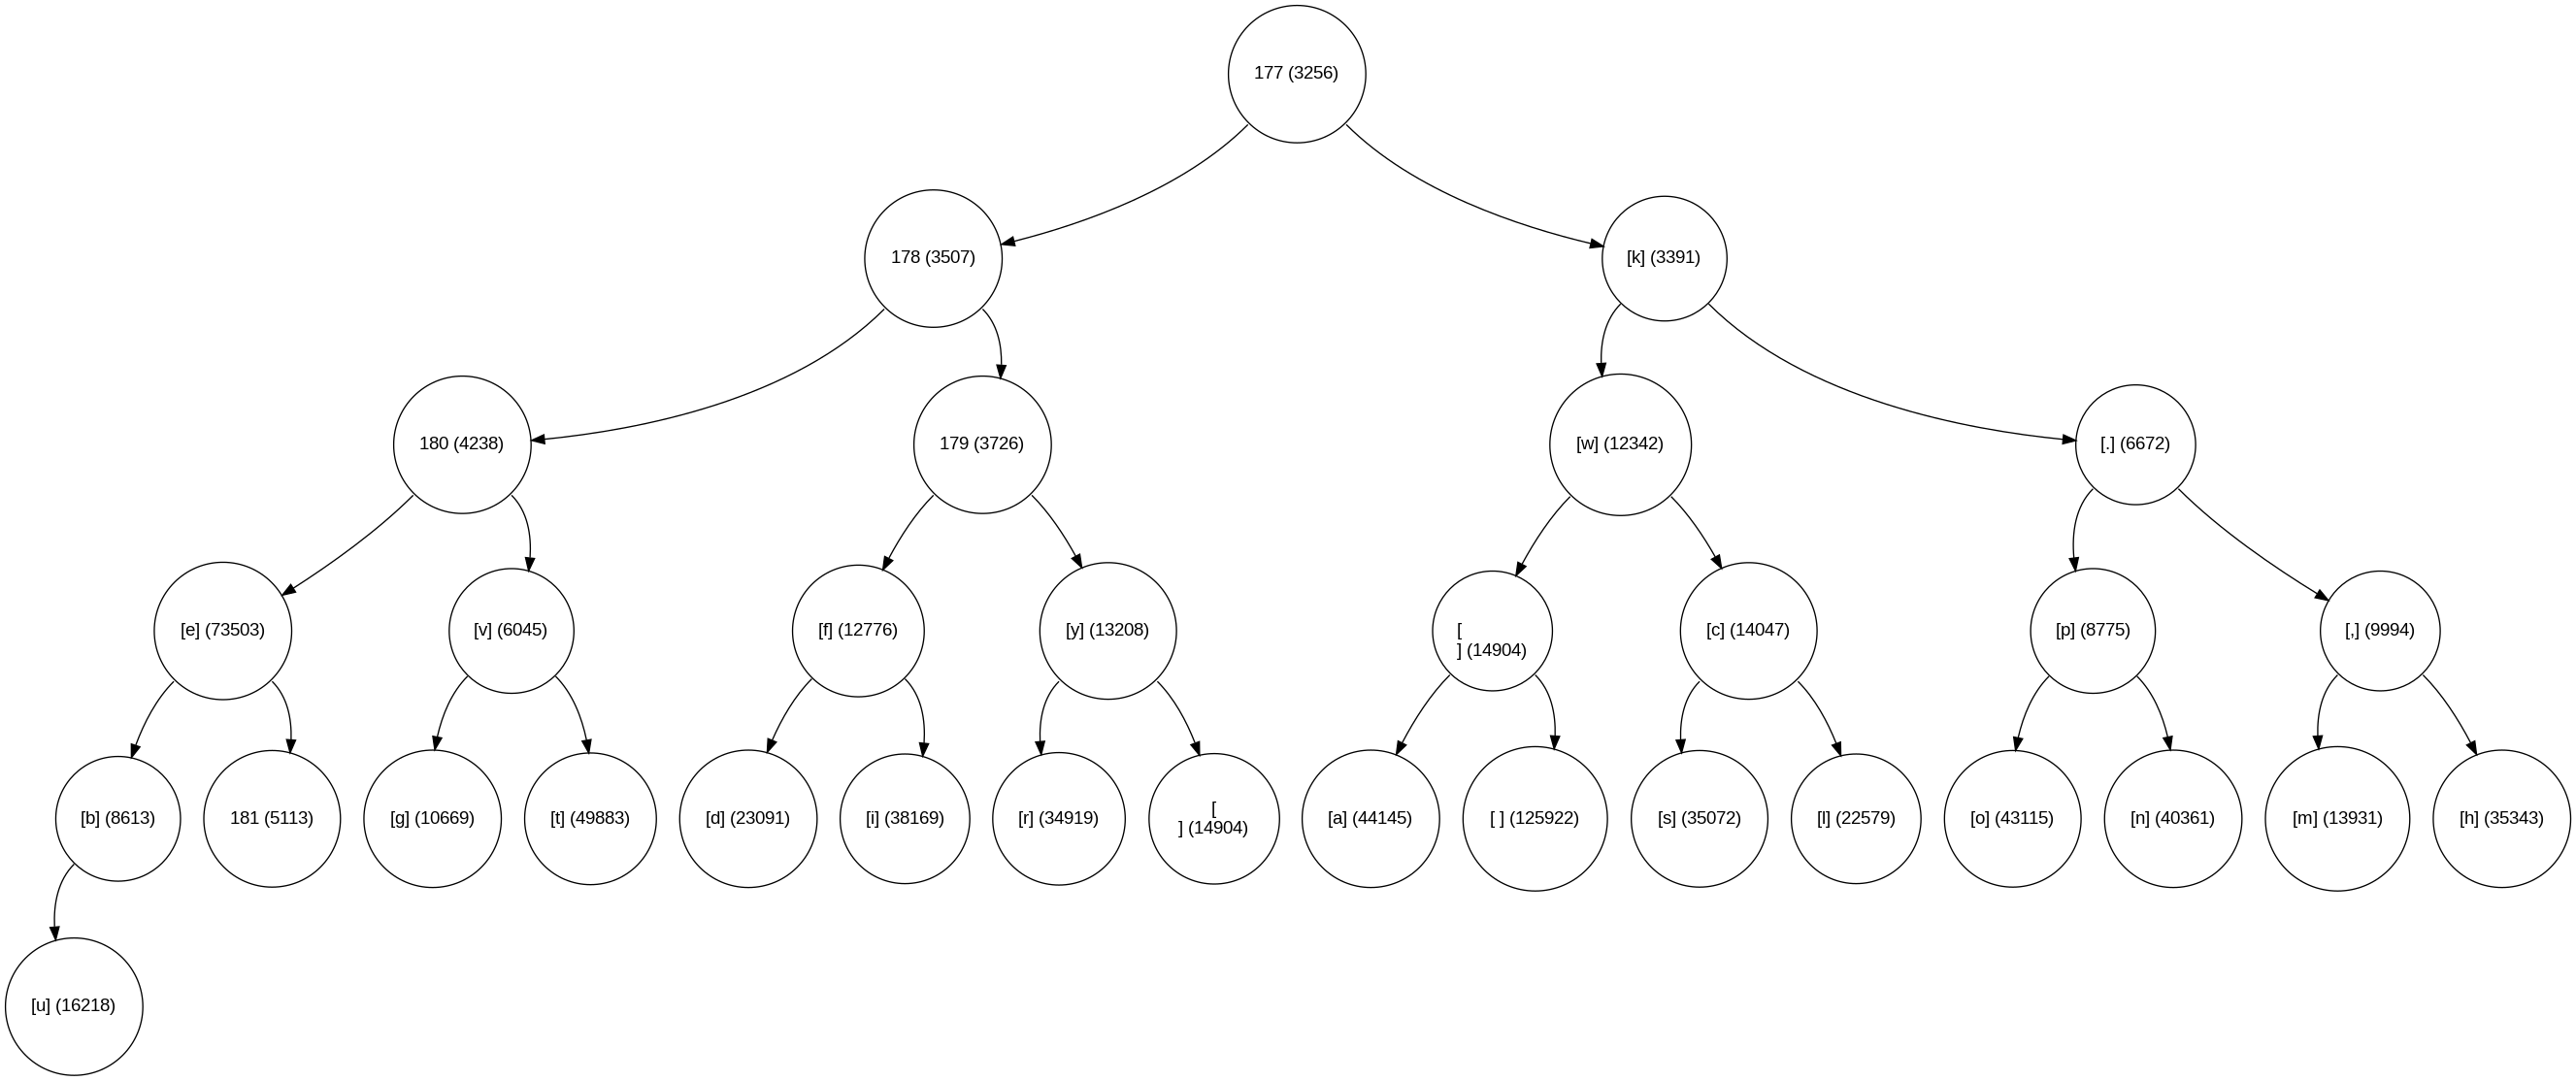 177 (3256)
178 (3507)
[k] (3391)
180 (4238)
179 (3726)
[w] (12342)
[.] (6672)
[e] (73503)
[v] (6045)
[f] (12776)
[y] (13208)
[
] (14904)
[c] (14047)
[p] (8775)
[,] (9994)
[b] (8613)
181 (5113)
[g] (10669)
[t] (49883)
[d] (23091)
[i] (38169)
[r] (34919)
[
] (14904)
[a] (44145)
[ ] (125922)
[s] (35072)
[l] (22579)
[o] (43115)
[n] (40361)
[m] (13931)
[h] (35343)
[u] (16218)